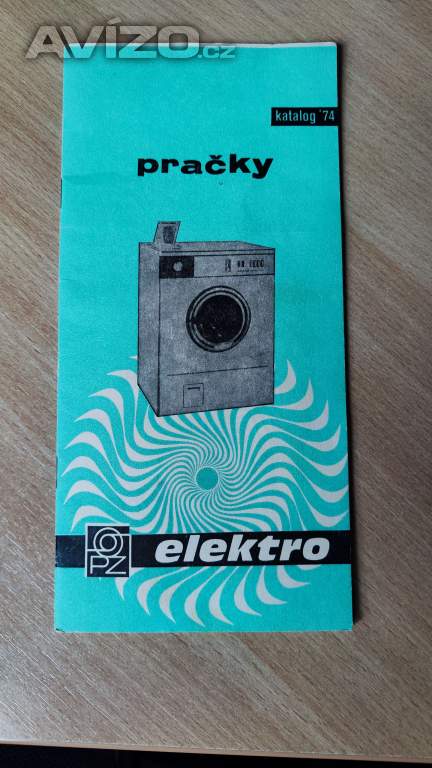 AVÍZO.cz
katalog '74
pračky
OPZ
elektro